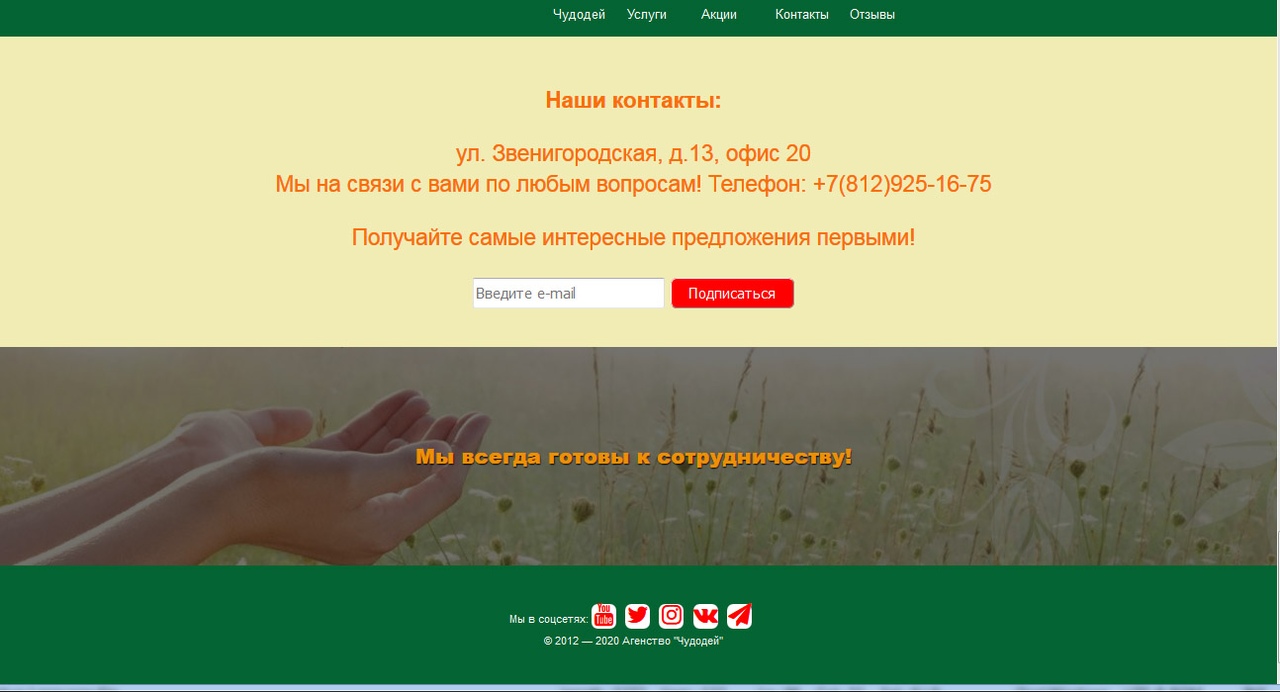 Чудодей Услуги Акции Контакты Отзывы
Наши контакты:
ул. Звенигородская, д.13, офис 20
Мы на связи с вами по любым вопросам! Телефон: +7(812)925-16-75
Получайте самые интересные предложения первыми!
Введите e-mail Подписаться
Мы всегда готовы к сотрудничеству!
Мы в соцсетях: You Tube
© 2012 — 2020 Агенство "Чудодей"